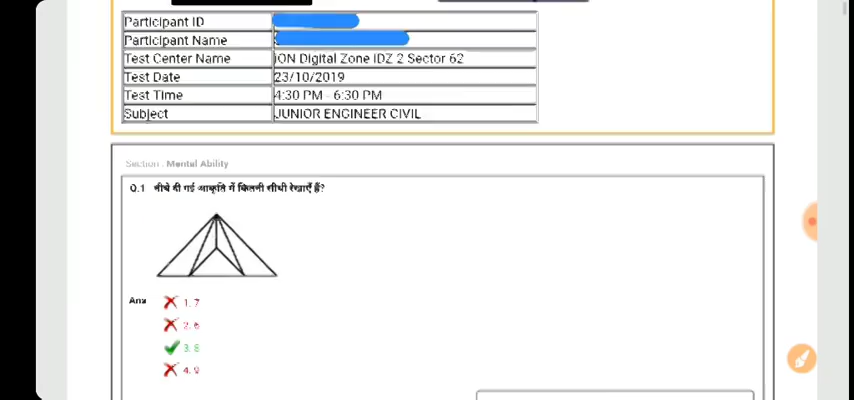 Participant ID
Participant Name
Test Center Name iON Digital Zone IDZ 2 Sector 62
Test Date 23/10/2019
Test Time 4:30 PM - 6:30 PM
Subject JUNIOR ENGINEER CIVIL
Section : Mental Ability
Q.1 नीचे दी गई आकृति में कितनी सीधी रेखाएँ हैं?
Ans 1. 7
2. 6
3. 8
4. 9